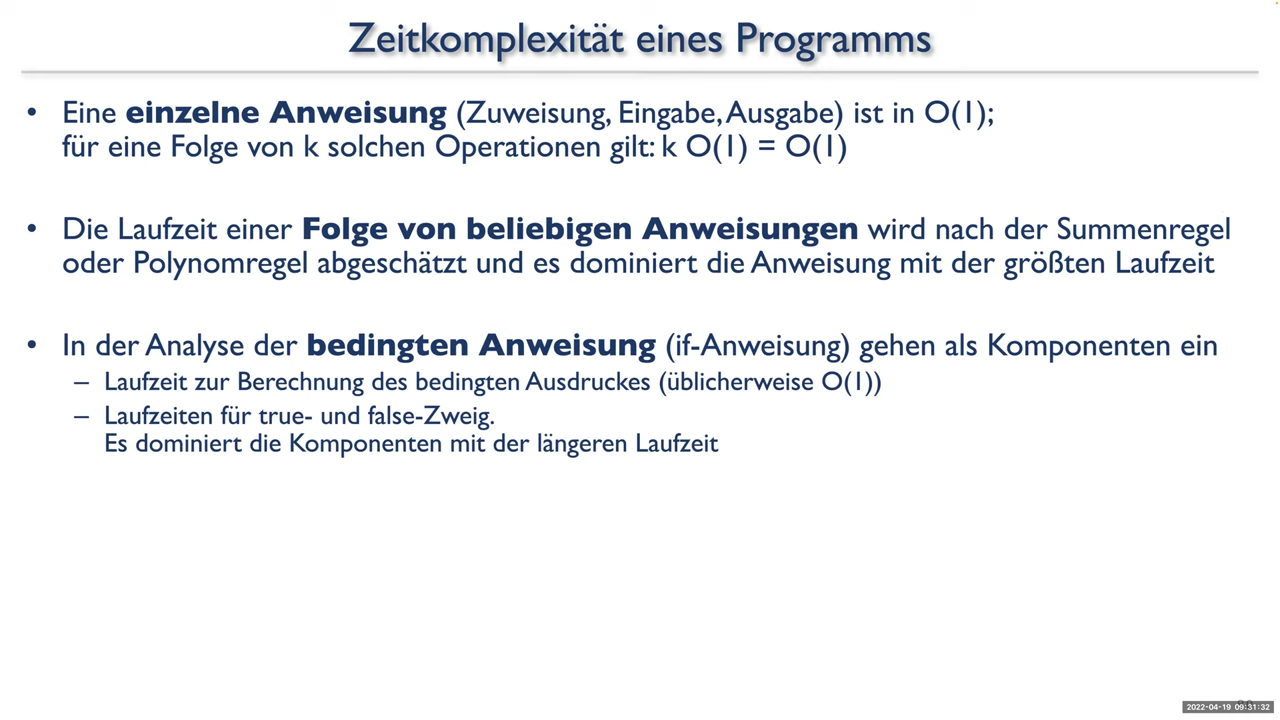 Zeitkomplexität eines Programms
• Eine einzelne Anweisung (Zuweisung, Eingabe, Ausgabe) ist in O(1);
für eine Folge von k solchen Operationen gilt: k O(1) = O(1)
• Die Laufzeit einer Folge von beliebigen Anweisungen wird nach der Summenregel
oder Polynomregel abgeschätzt und es dominiert die Anweisung mit der größten Laufzeit
• In der Analyse der bedingten Anweisung (if-Anweisung) gehen als Komponenten ein
– Laufzeit zur Berechnung des bedingten Ausdruckes (üblicherweise O(1))
– Laufzeiten für true- und false-Zweig.
Es dominiert die Komponenten mit der längeren Laufzeit
2022-04-19 09:31:32